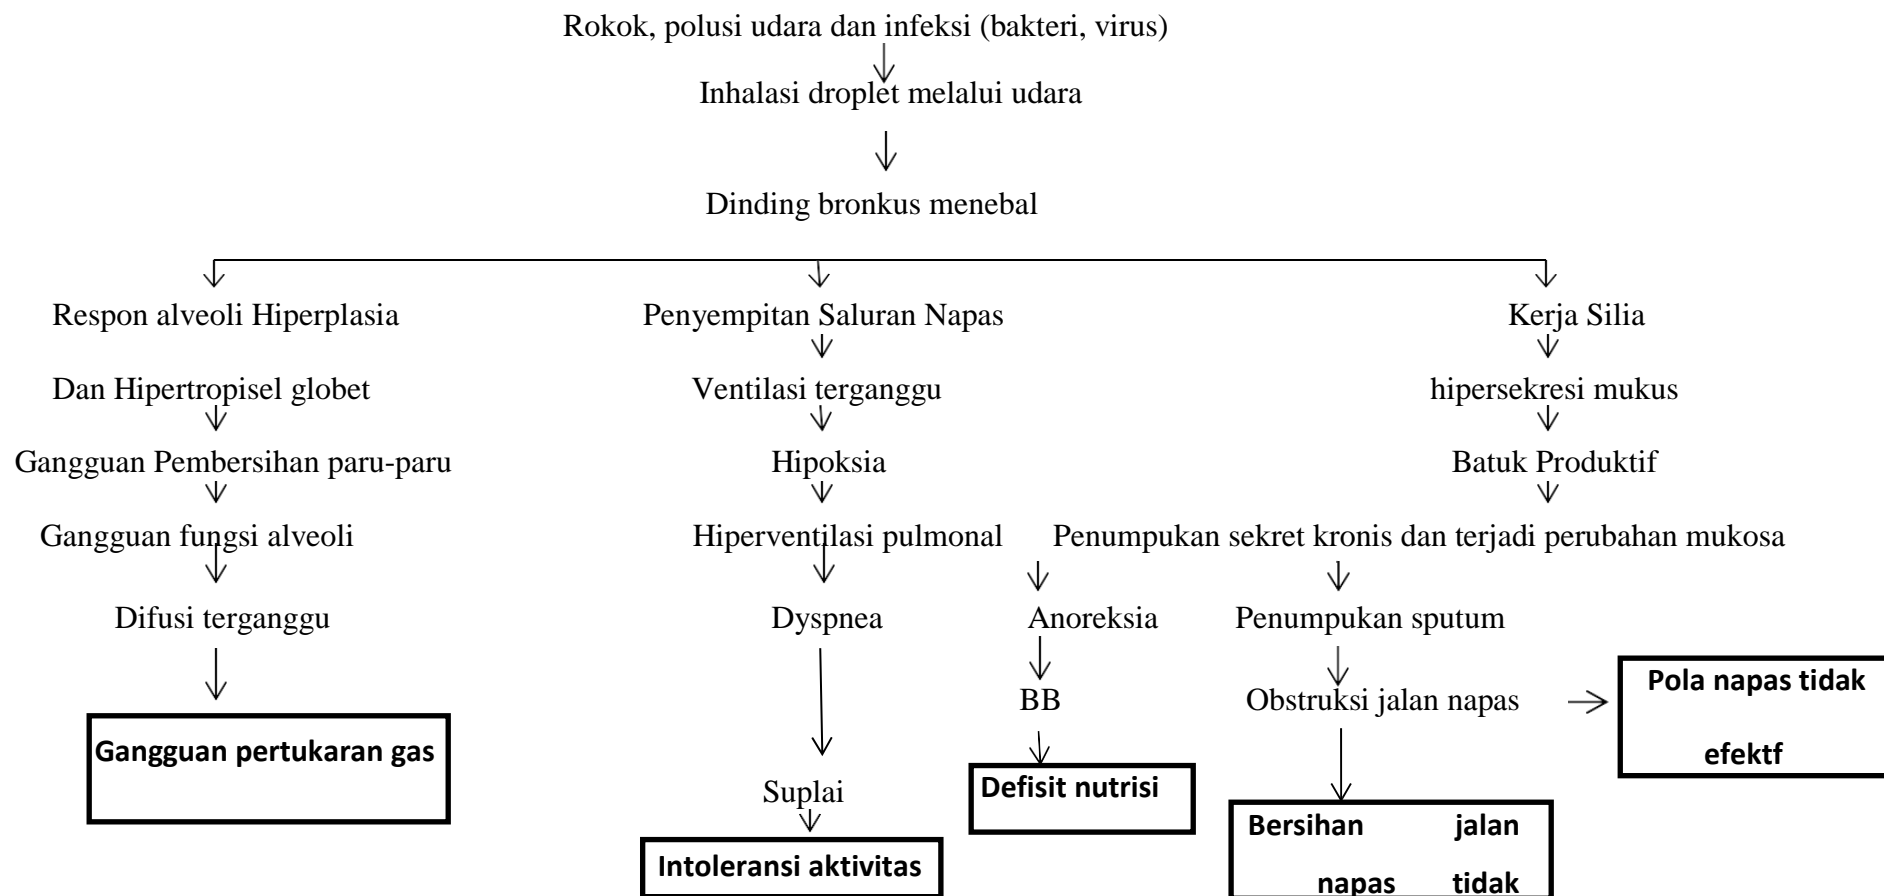 Rokok, polusi udara dan infeksi (bakteri, virus)
Inhalasi droplet melalui udara
Dinding bronkus menebal
Respon alveoli Hiperplasia
Penyempitan Saluran Napas
Kerja Silia
Dan Hipertropisel globet
Ventilasi terganggu
hipersekresi mukus
Gangguan Pembersihan paru-paru
Hipoksia
Batuk Produktif
Gangguan fungsi alveoli
Hiperventilasi pulmonal
Penumpukan sekret kronis dan terjadi perubahan mukosa
Difusi terganggu
Dyspnea
Anoreksia
Penumpukan sputum
BB
Obstruksi jalan napas
Pola napas tidak
efektf
Gangguan pertukaran gas
Suplai
Defisit nutrisi
Intoleransi aktivitas
Bersihan jalan
napas tidak